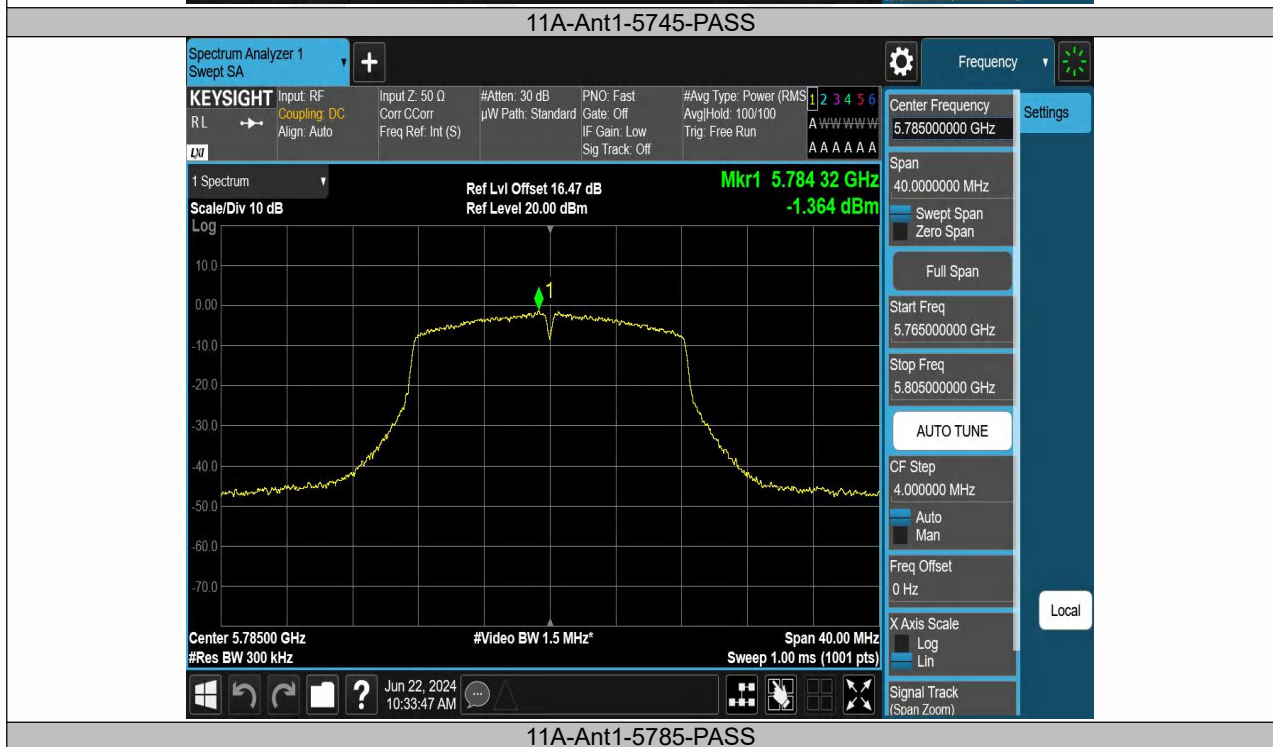 11A-Ant1-5745-PASS
Spectrum Analyzer 1
Swept SA
+
Frequency
KEYSIGHT
RL
LXI
Input: RF
Coupling: DC
Align: Auto
Input Z: 50 Ω
Corr CCorr
Freq Ref: Int (S)
#Atten: 30 dB
µW Path: Standard
PNO: Fast
Gate: Off
IF Gain: Low
Sig Track: Off
#Avg Type: Power (RMS
Avg|Hold: 100/100
Trig: Free Run
1 2 3 4 5 6
A W W W W W
A A A A A A
1 Spectrum
Scale/Div 10 dB
Log
Ref Lvl Offset 16.47 dB
Ref Level 20.00 dBm
Mkr1 5.784 32 GHz
-1.364 dBm
1
10.0
0.00
-10.0
-20.0
-30.0
-40.0
-50.0
-60.0
-70.0
Center 5.78500 GHz
#Res BW 300 kHz
#Video BW 1.5 MHz*
Span 40.00 MHz
Sweep 1.00 ms (1001 pts)
Center Frequency
5.785000000 GHz
Settings
Span
40.0000000 MHz
Swept Span
Zero Span
Full Span
Start Freq
5.765000000 GHz
Stop Freq
5.805000000 GHz
AUTO TUNE
CF Step
4.000000 MHz
Auto
Man
Freq Offset
0 Hz
Local
X Axis Scale
Log
Lin
Signal Track
(Span Zoom)
?
Jun 22, 2024
10:33:47 AM
11A-Ant1-5785-PASS